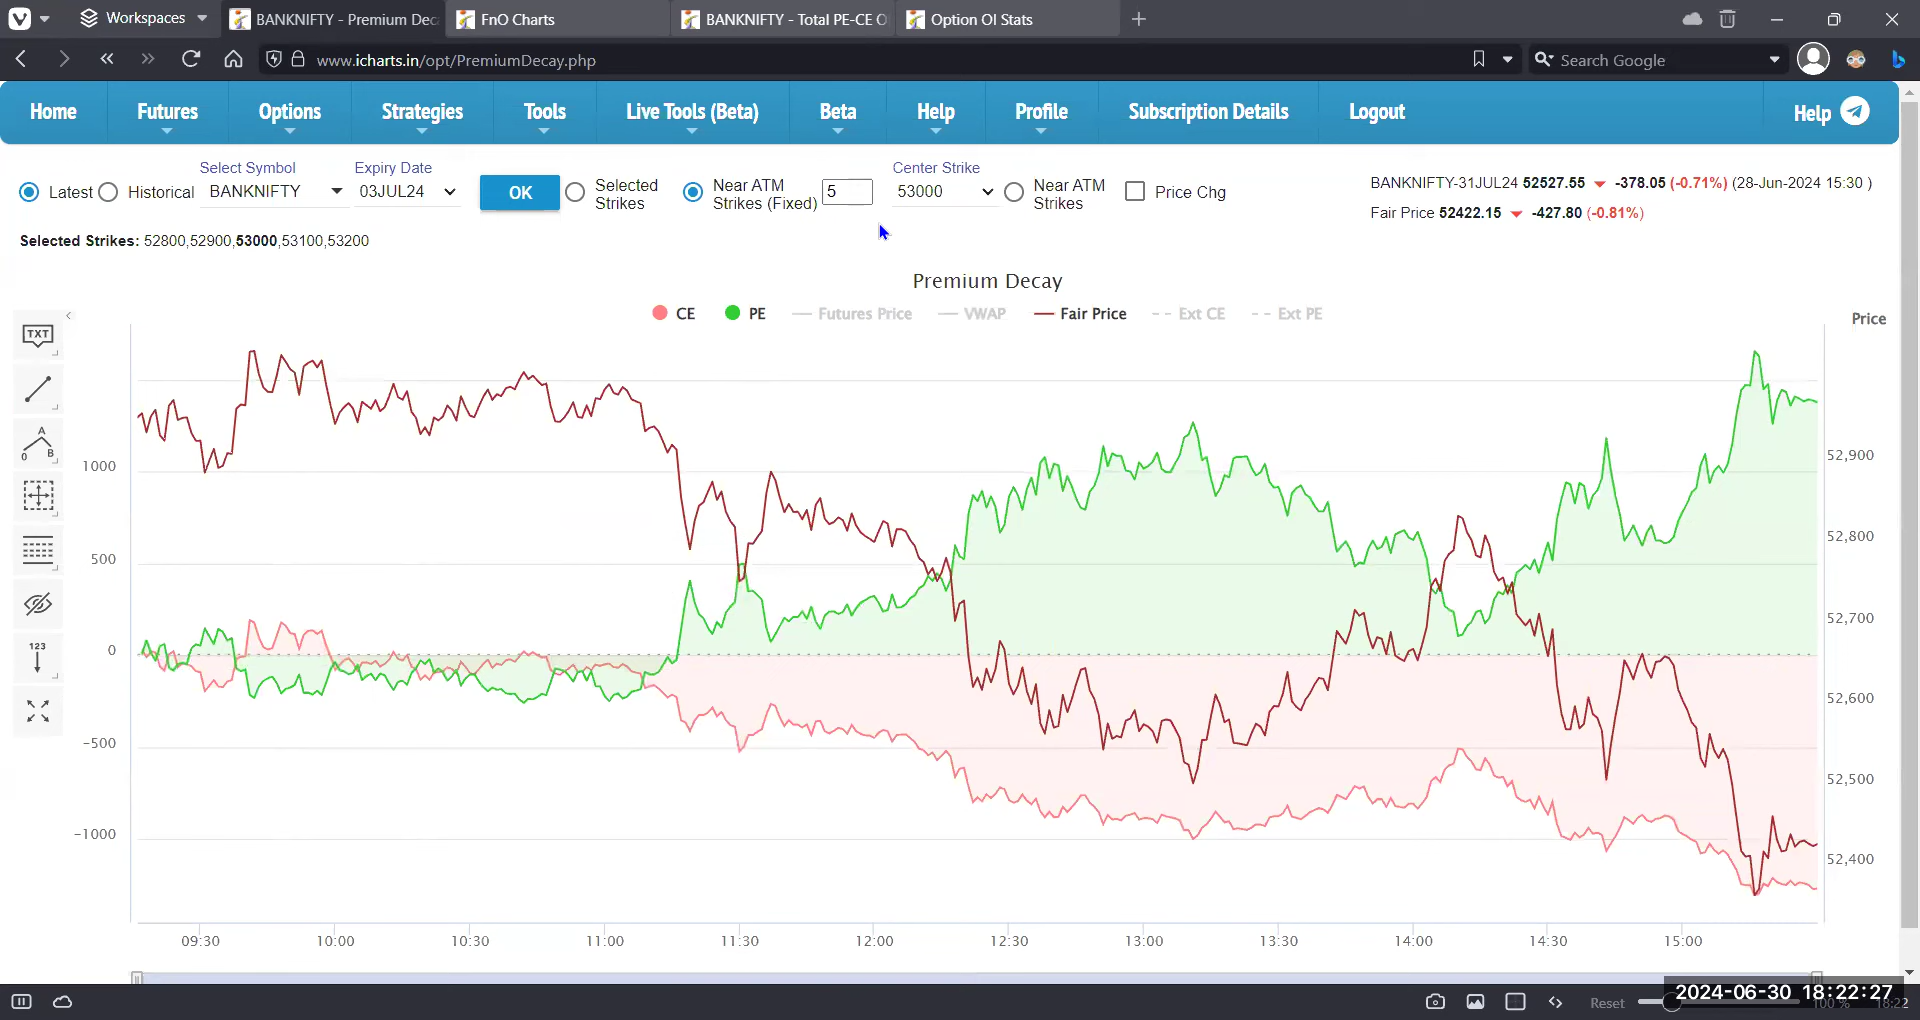 Workspaces BANKNIFTY - Premium Dec FnO Charts BANKNIFTY - Total PE-CE O Option OI Stats
www.icharts.in/opt/PremiumDecay.php Search Google
Home Futures Options Strategies Tools Live Tools (Beta) Beta Help Profile Subscription Details Logout Help
Select Symbol Expiry Date Center Strike
Latest Historical BANKNIFTY 03JUL24 OK Selected Strikes Near ATM Strikes (Fixed) 5 53000 Near ATM Strikes Price Chg
BANKNIFTY-31JUL24 52527.55 ▼ -378.05 (-0.71%) (28-Jun-2024 15:30 )
Fair Price 52422.15 ▼ -427.80 (-0.81%)
Selected Strikes: 52800,52900,53000,53100,53200
Premium Decay
CE PE Futures Price VWAP Fair Price Ext CE Ext PE
Price
TXT
A
0 B
123
1000
500
0
-500
-1000
52,900
52,800
52,700
52,600
52,500
52,400
09:30 10:00 10:30 11:00 11:30 12:00 12:30 13:00 13:30 14:00 14:30 15:00
2024-06-30 18:22:27
Reset 100 % 18:22